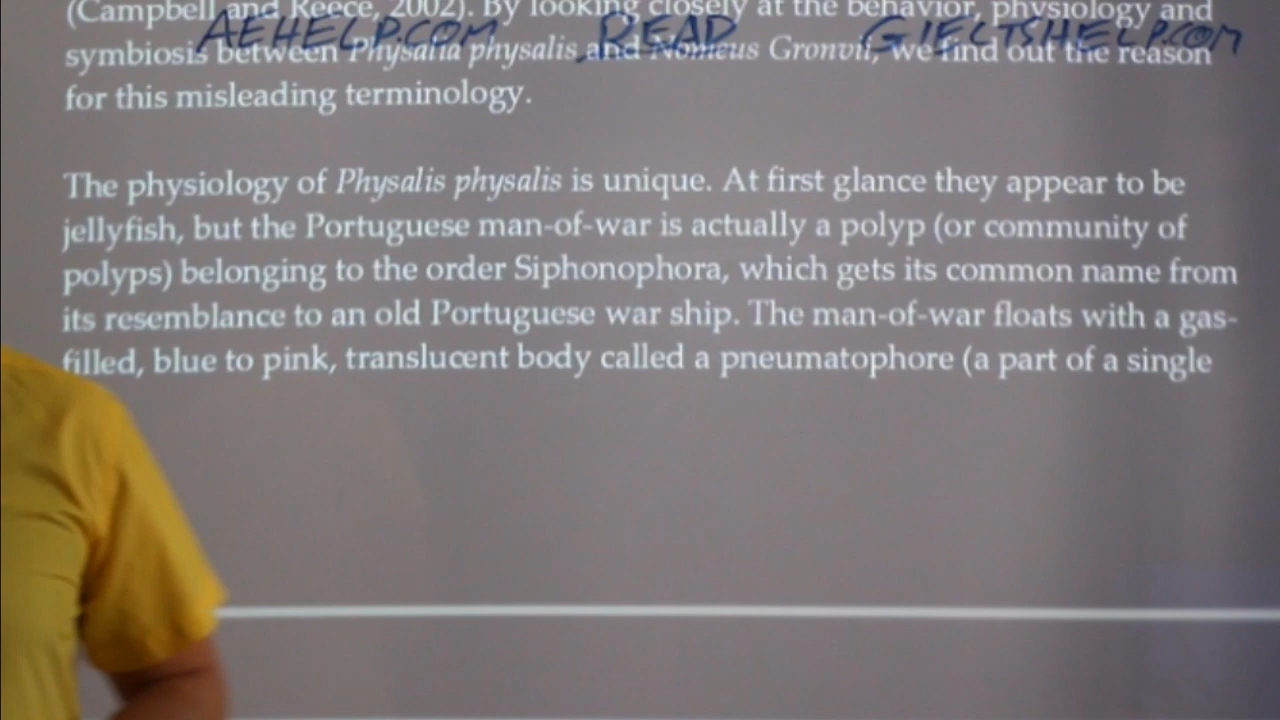 (Campbell and Reece, 2002). By looking closely at the behavior, physiology and
AEHELP.COM READ GIELTSHELP.COM
symbiosis between Physalia physalis and Nomeus Gronvii, we find out the reason
for this misleading terminology.
The physiology of Physalis physalis is unique. At first glance they appear to be
jellyfish, but the Portuguese man-of-war is actually a polyp (or community of
polyps) belonging to the order Siphonophora, which gets its common name from
its resemblance to an old Portuguese war ship. The man-of-war floats with a gas-
filled, blue to pink, translucent body called a pneumatophore (a part of a single